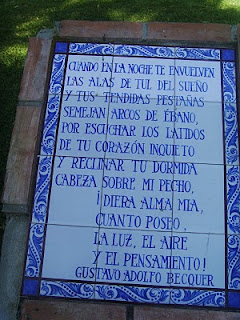 CUANDO EN LA NOCHE TE ENVUELVEN
LAS ALAS DE TUL DEL SUEÑO
Y TUS TENDIDAS PESTAÑAS
SEMEJAN ARCOS DE ÉBANO,
POR ESCUCHAR LOS LATIDOS
DE TU CORAZÓN INQUIETO
Y RECLINAR TU DORMIDA
CABEZA SOBRE MI PECHO,
¡DIERA ALMA MIA,
CUANTO POSEO,
LA LUZ, EL AIRE
Y EL PENSAMIENTO!
GUSTAVO ADOLFO BECQUER